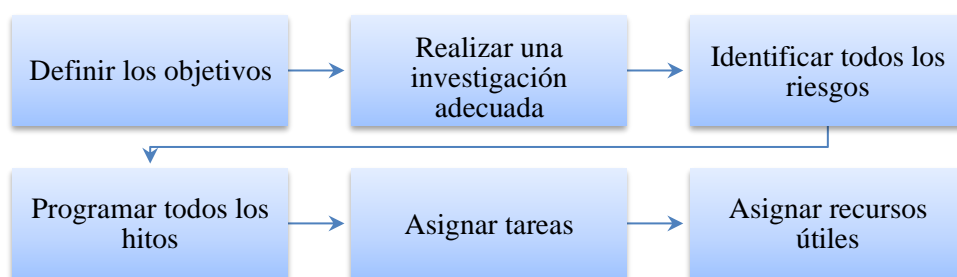 Definir los objetivos
Realizar una
investigación
adecuada
Identificar todos los
riesgos
Programar todos los
hitos
Asignar tareas
Asignar recursos
útiles